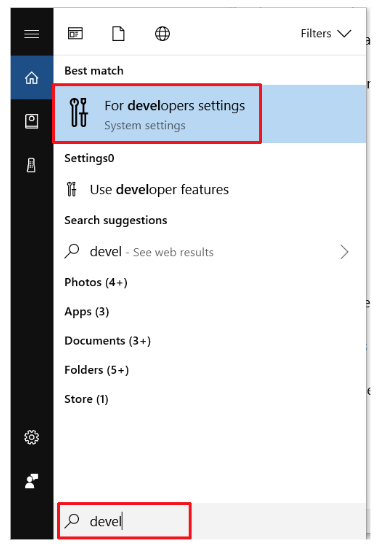 Filters
Best match
For developers settings
System settings
Settings0
Use developer features
Search suggestions
devel - See web results
Photos (4+)
Apps (3)
Documents (3+)
Folders (5+)
Store (1)
devel